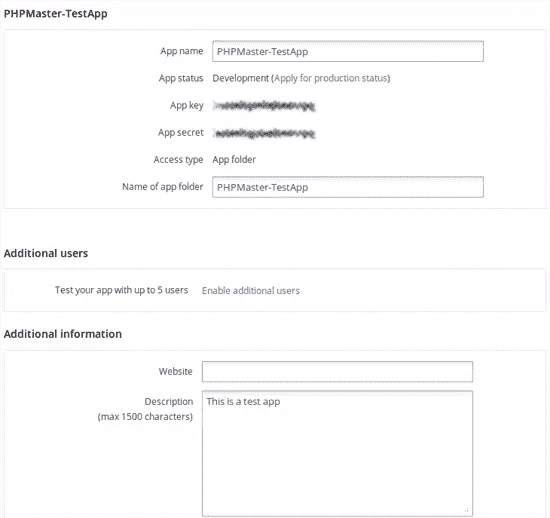 PHPMaster-TestApp
App name PHPMaster-TestApp
App status Development (Apply for production status)
App key
App secret
Access type App folder
Name of app folder PHPMaster-TestApp
Additional users
Test your app with up to 5 users Enable additional users
Additional information
Website
Description This is a test app
(max 1500 characters)